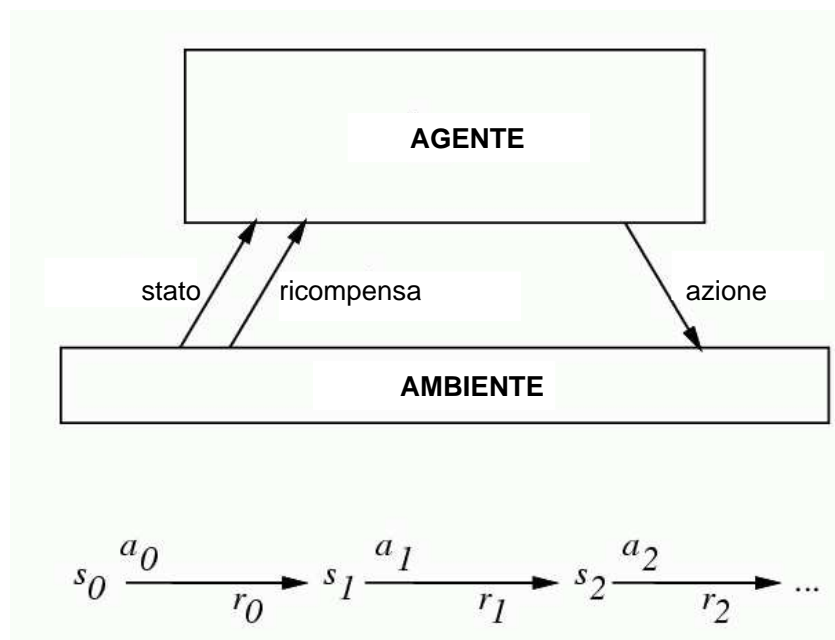 AGENTE
stato ricompensa azione
AMBIENTE
s0 a0 r0 s1 a1 r1 s2 a2 r2 ...